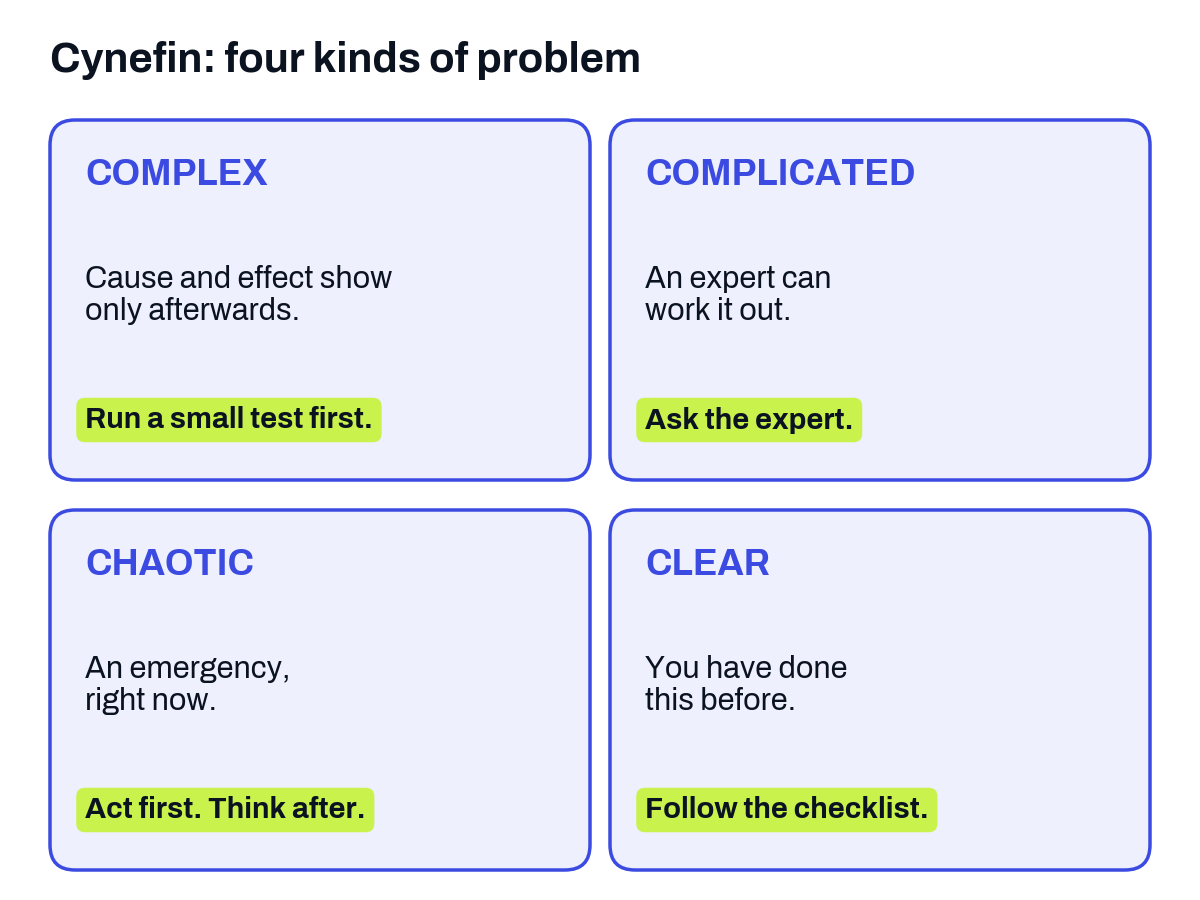 Cynefin: four kinds of problem
COMPLEX
Cause and effect show
only afterwards.
Run a small test first.
COMPLICATED
An expert can
work it out.
Ask the expert.
CHAOTIC
An emergency,
right now.
Act first. Think after.
CLEAR
You have done
this before.
Follow the checklist.